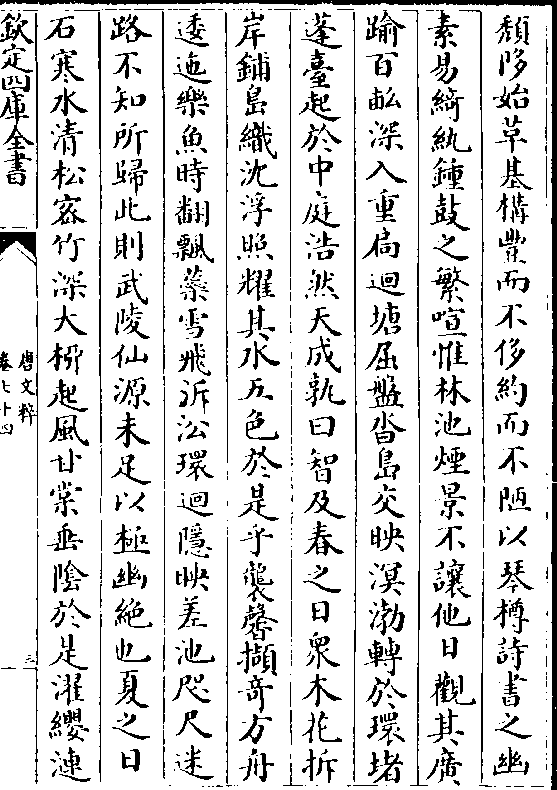 頽陊始草基構豐而不侈約而不陋以琴樽詩書之幽
素易綺紈鍾鼓之繁喧惟林池煙景不讓他日觀其廣
踰百畝深入重扃迴塘屈盤沓島交映溟渤轉於環堵
蓬臺起於中庭浩然天成孰曰智及春之日衆木花拆
岸鋪島織沈浮照耀其水五色於是乎襲馨擷奇方舟
逶迤樂魚時翻飄蘂雪飛泝沿環迴隱映差池咫尺迷
路不知所歸此則武陵仙源未足以極幽絶也夏之日
石寒水清松密竹深大柳起風甘棠垂陰於是濯纓漣
欽定四庫全書
唐文粹
卷七十四
三